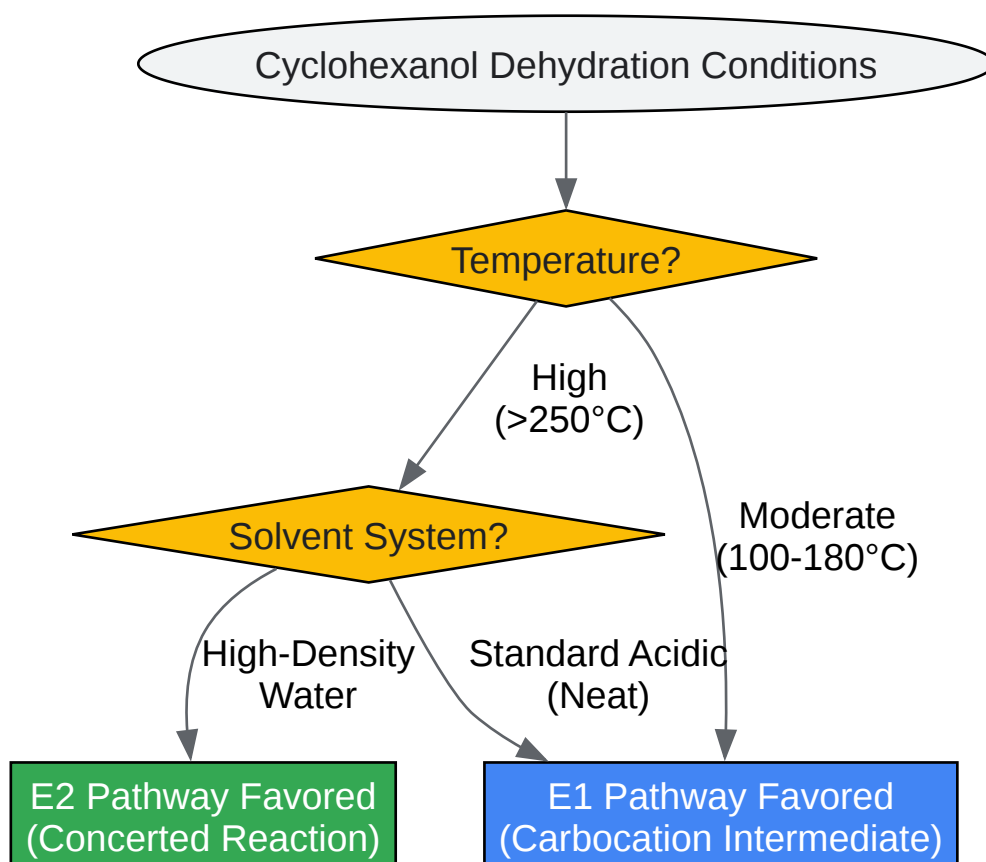 Cyclohexanol Dehydration Conditions
Temperature?
High
(>250°C)
Solvent System?
Moderate
(100-180°C)
High-Density
Water
Standard Acidic
(Neat)
E2 Pathway Favored
(Concerted Reaction)
E1 Pathway Favored
(Carbocation Intermediate)